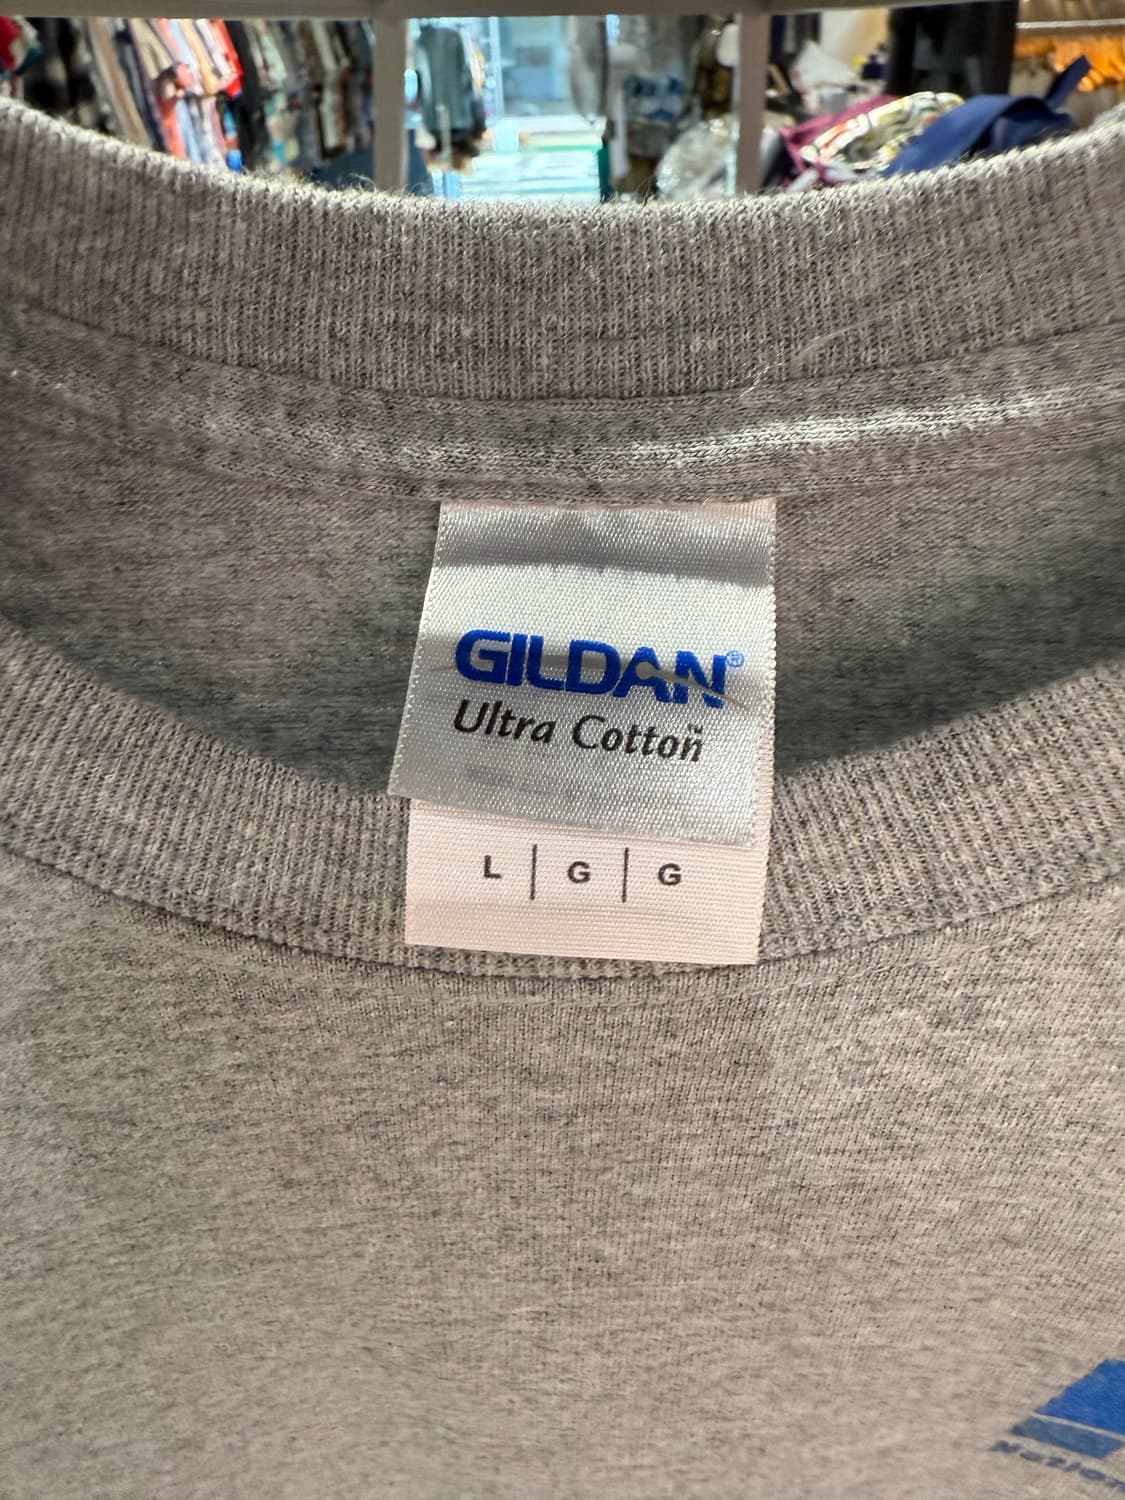 GILDAN®
Ultra Cotton™
L | G | G